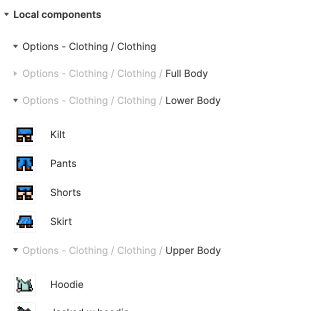 Local components
Options - Clothing / Clothing
Options - Clothing / Clothing / Full Body
Options - Clothing / Clothing / Lower Body
Kilt
Pants
Shorts
Skirt
Options - Clothing / Clothing / Upper Body
Hoodie